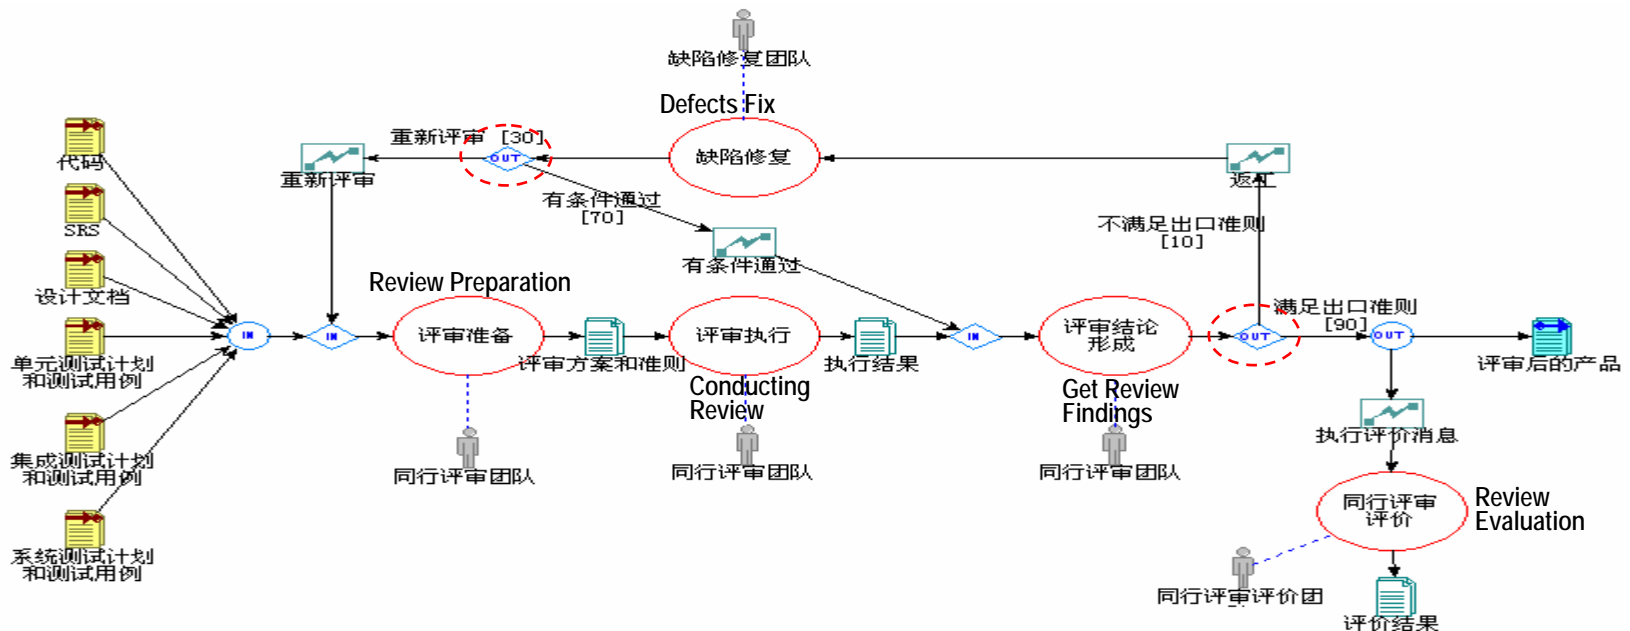 缺陷修复团队
Defects Fix
缺陷修复
重新评审 [30]
OUT
重新评审
有条件通过
[70]
有条件通过
返工
不满足出口准则
[10]
代码
SRS
设计文档
单元测试计划
和测试用例
集成测试计划
和测试用例
系统测试计划
和测试用例
IN
IN
Review Preparation
评审准备
评审方案和准则
评审执行
Conducting
Review
执行结果
IN
评审结论
形成
Get Review
Findings
OUT
满足出口准则
[90]
OUT
评审后的产品
同行评审团队
同行评审团队
同行评审团队
执行评价消息
同行评审
评价
Review
Evaluation
同行评审评价团
评价结果